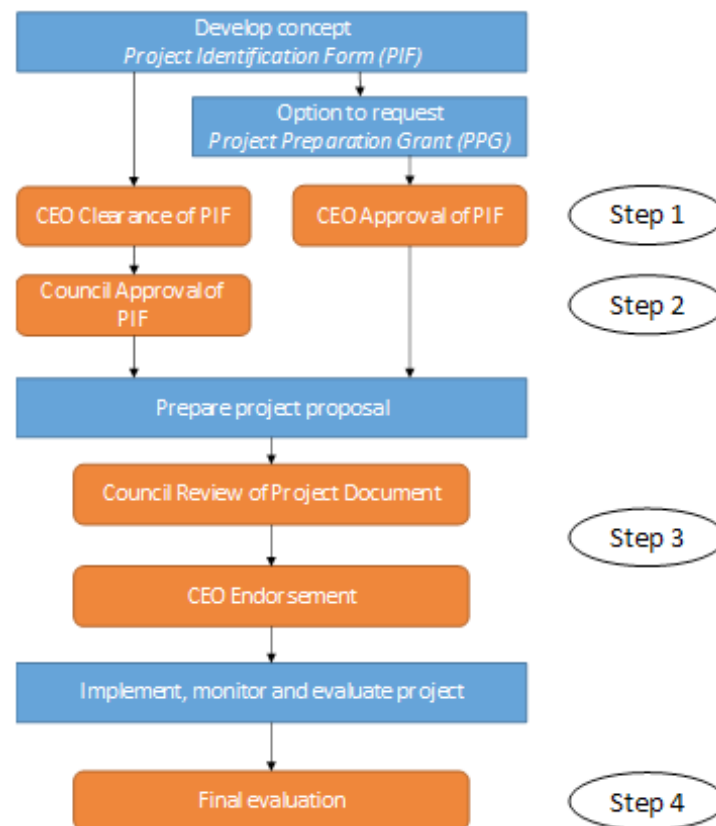 Develop concept
Project Identification Form (PIF)
Option to request
Project Preparation Grant (PPG)
CEO Clearance of PIF
CEO Approval of PIF
Step 1
Council Approval of
PIF
Step 2
Prepare project proposal
Council Review of Project Document
Step 3
CEO Endorsement
Implement, monitor and evaluate project
Final evaluation
Step 4